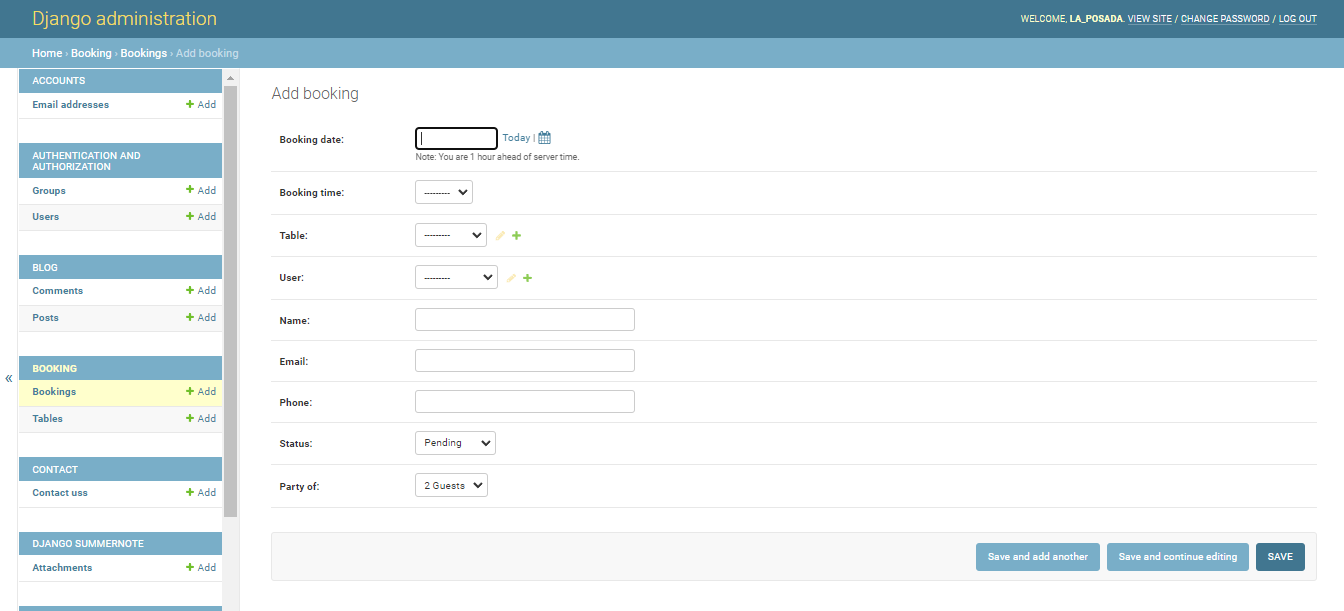 Django administration
WELCOME, LA_POSADA. VIEW SITE / CHANGE PASSWORD / LOG OUT
Home › Booking › Bookings › Add booking
ACCOUNTS
Email addresses + Add
AUTHENTICATION AND
AUTHORIZATION
Groups + Add
Users + Add
BLOG
Comments + Add
Posts + Add
BOOKING
Bookings + Add
Tables + Add
CONTACT
Contact uss + Add
DJANGO SUMMERNOTE
Attachments + Add
«
Add booking
Booking date: Today |
Note: You are 1 hour ahead of server time.
Booking time: ---------
Table: ---------
User: ---------
Name:
Email:
Phone:
Status: Pending
Party of: 2 Guests
Save and add another Save and continue editing SAVE